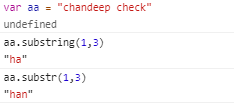 var aa = "chandeep check"
undefined
aa.substring(1,3)
"ha"
aa.substr(1,3)
"han"